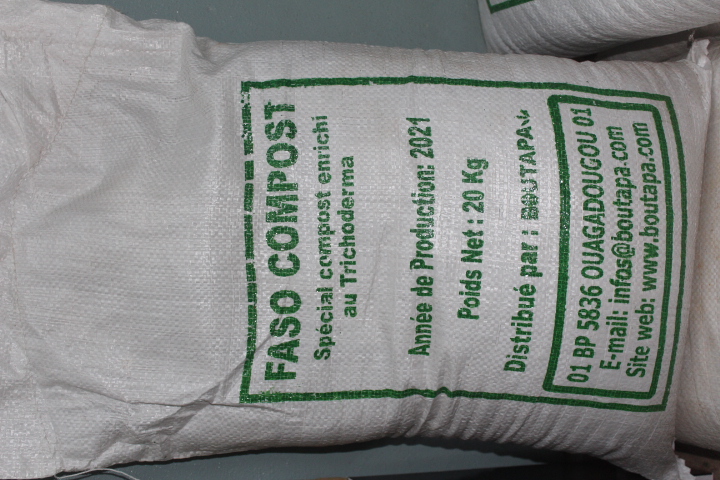 FASO COMPOST
Spécial compost enrichi
au Trichoderma
Année de Production: 2021
Poids Net : 20 Kg
Distribué par : BOUTAPA
01 BP 5836 OUAGADOUGOU 01
E-mail: infos@boutapa.com
Site web: www.boutapa.com